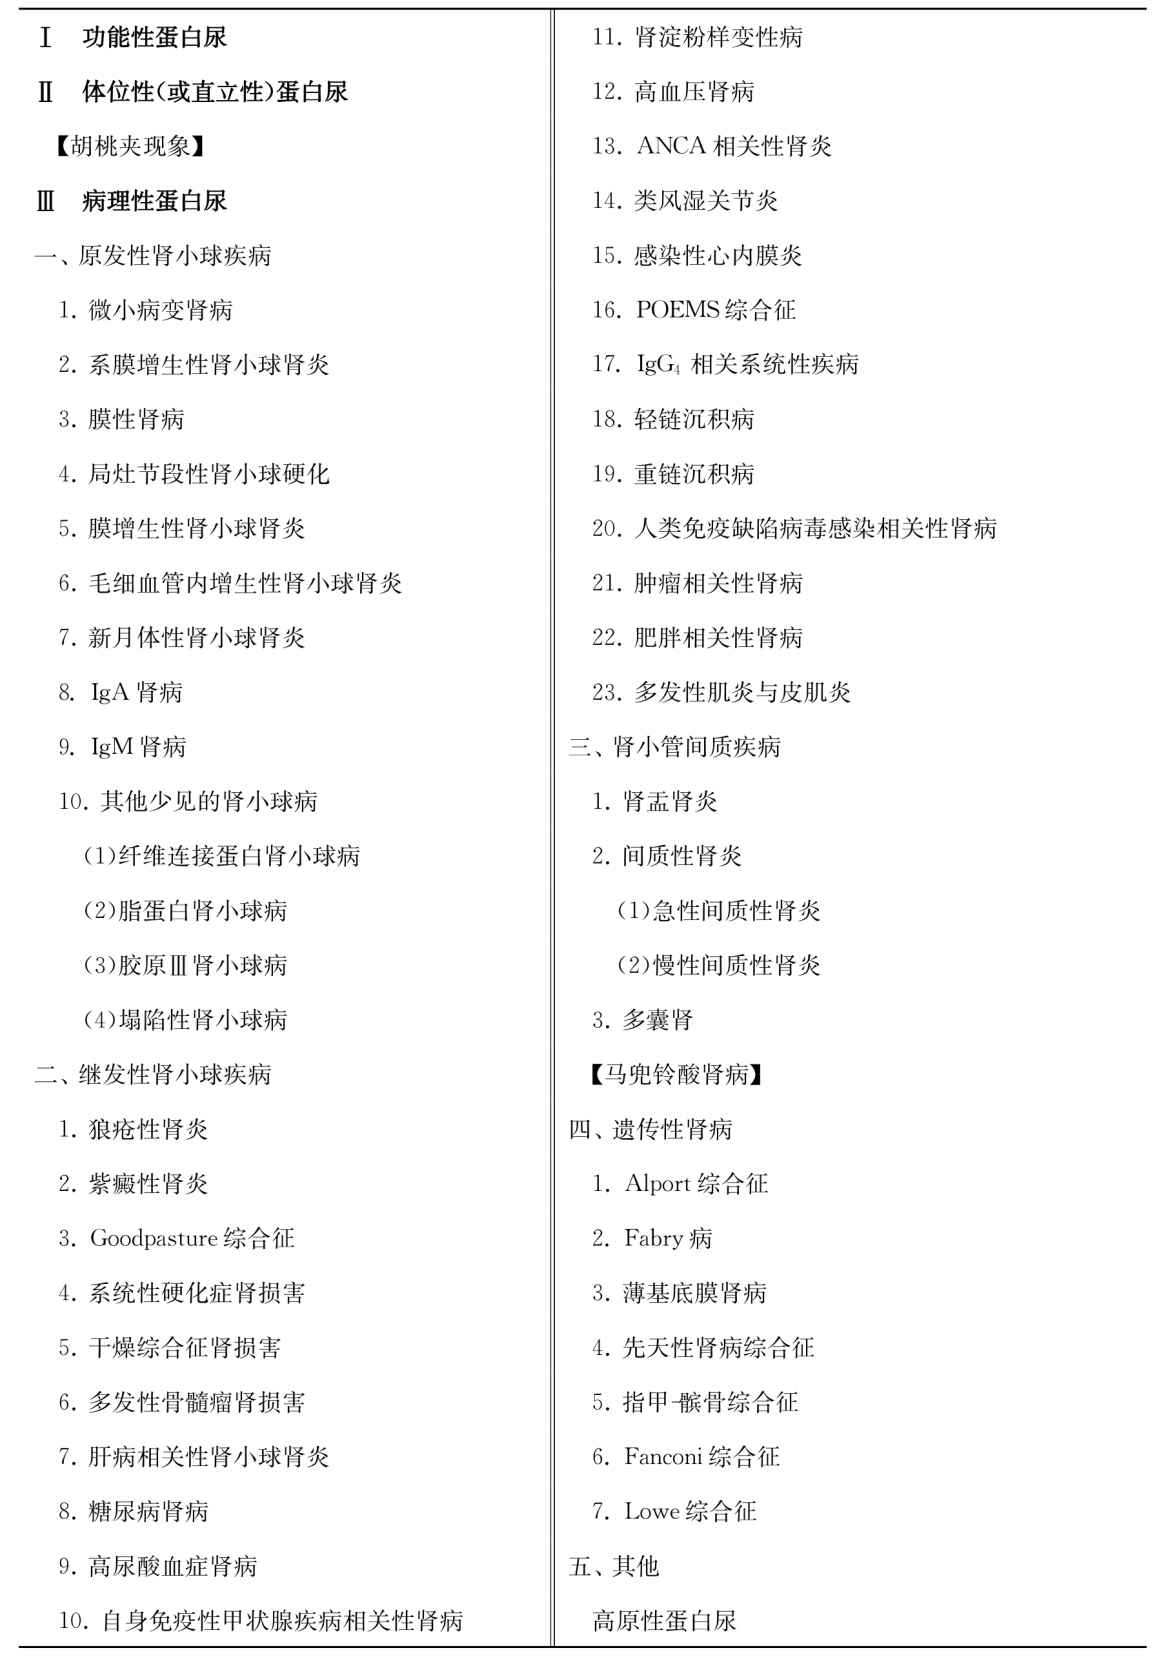 Ⅰ 功能性蛋白尿
Ⅱ 体位性(或直立性)蛋白尿
【胡桃夹现象】
Ⅲ 病理性蛋白尿
一、原发性肾小球疾病
1. 微小病变肾病
2. 系膜增生性肾小球肾炎
3. 膜性肾病
4. 局灶节段性肾小球硬化
5. 膜增生性肾小球肾炎
6. 毛细血管内增生性肾小球肾炎
7. 新月体性肾小球肾炎
8. IgA 肾病
9. IgM 肾病
10. 其他少见的肾小球病
(1)纤维连接蛋白肾小球病
(2)脂蛋白肾小球病
(3)胶原Ⅲ肾小球病
(4)塌陷性肾小球病
二、继发性肾小球疾病
1. 狼疮性肾炎
2. 紫癜性肾炎
3. Goodpasture 综合征
4. 系统性硬化症肾损害
5. 干燥综合征肾损害
6. 多发性骨髓瘤肾损害
7. 肝病相关性肾小球肾炎
8. 糖尿病肾病
9. 高尿酸血症肾病
10. 自身免疫性甲状腺疾病相关性肾病
11. 肾淀粉样变性病
12. 高血压肾病
13. ANCA 相关性肾炎
14. 类风湿关节炎
15. 感染性心内膜炎
16. POEMS 综合征
17. IgG₄ 相关系统性疾病
18. 轻链沉积病
19. 重链沉积病
20. 人类免疫缺陷病毒感染相关性肾病
21. 肿瘤相关性肾病
22. 肥胖相关性肾病
23. 多发性肌炎与皮肌炎
三、肾小管间质疾病
1. 肾盂肾炎
2. 间质性肾炎
(1)急性间质性肾炎
(2)慢性间质性肾炎
3. 多囊肾
【马兜铃酸肾病】
四、遗传性肾病
1. Alport 综合征
2. Fabry 病
3. 薄基底膜肾病
4. 先天性肾病综合征
5. 指甲-髌骨综合征
6. Fanconi 综合征
7. Lowe 综合征
五、其他
高原性蛋白尿